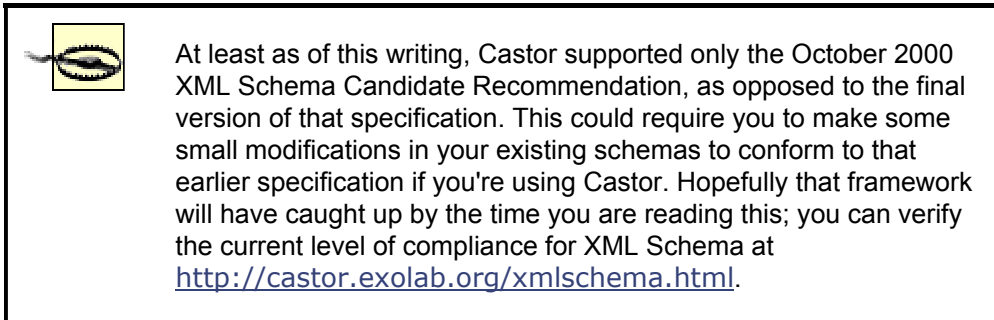 At least as of this writing, Castor supported only the October 2000
XML Schema Candidate Recommendation, as opposed to the final
version of that specification. This could require you to make some
small modifications in your existing schemas to conform to that
earlier specification if you're using Castor. Hopefully that framework
will have caught up by the time you are reading this; you can verify
the current level of compliance for XML Schema at
http://castor.exolab.org/xmlschema.html.